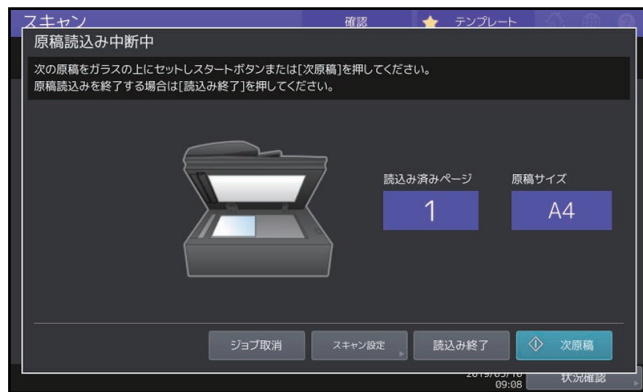 スキャン 確認 テンプレート
原稿読込み中断中
次の原稿をガラスの上にセットしスタートボタンまたは[次原稿]を押してください。
原稿読込みを終了する場合は[読込み終了]を押してください。
読込み済みページ 原稿サイズ
1 A4
ジョブ取消 スキャン設定 読込み終了 次原稿
09:08 状況確認